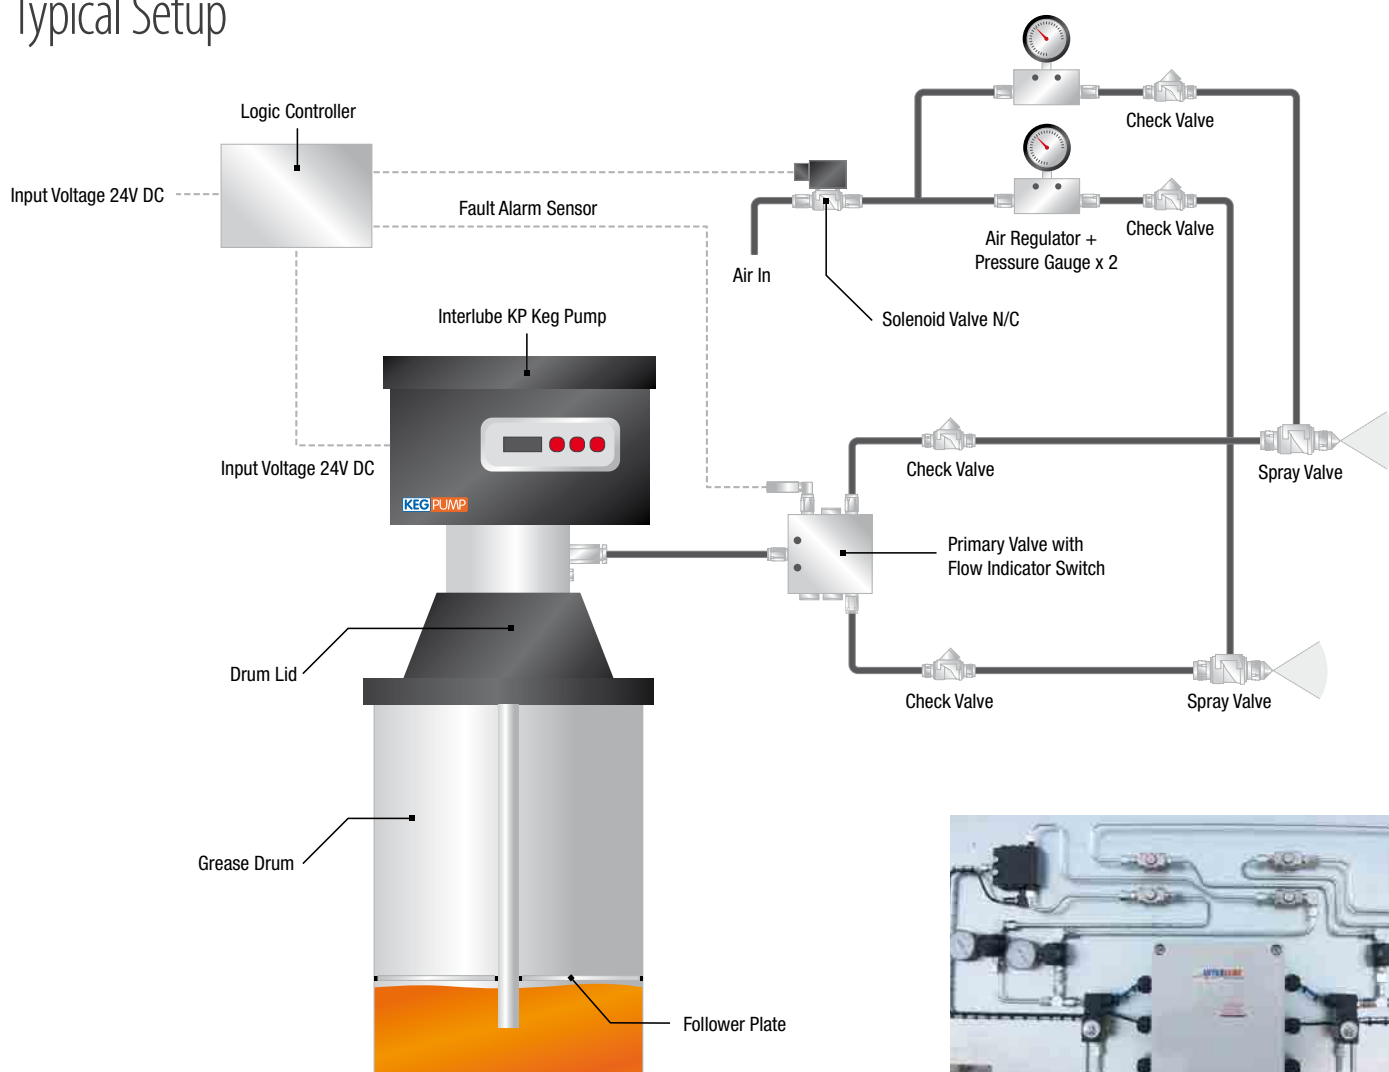 Typical Setup
Logic Controller
Input Voltage 24V DC
Fault Alarm Sensor
Check Valve
Check Valve
Air Regulator +
Pressure Gauge x 2
Air In
Solenoid Valve N/C
Interlube KP Keg Pump
Input Voltage 24V DC
KEG PUMP
Check Valve
Spray Valve
Primary Valve with
Flow Indicator Switch
Drum Lid
Check Valve
Spray Valve
Grease Drum
Follower Plate
INTERLUBE